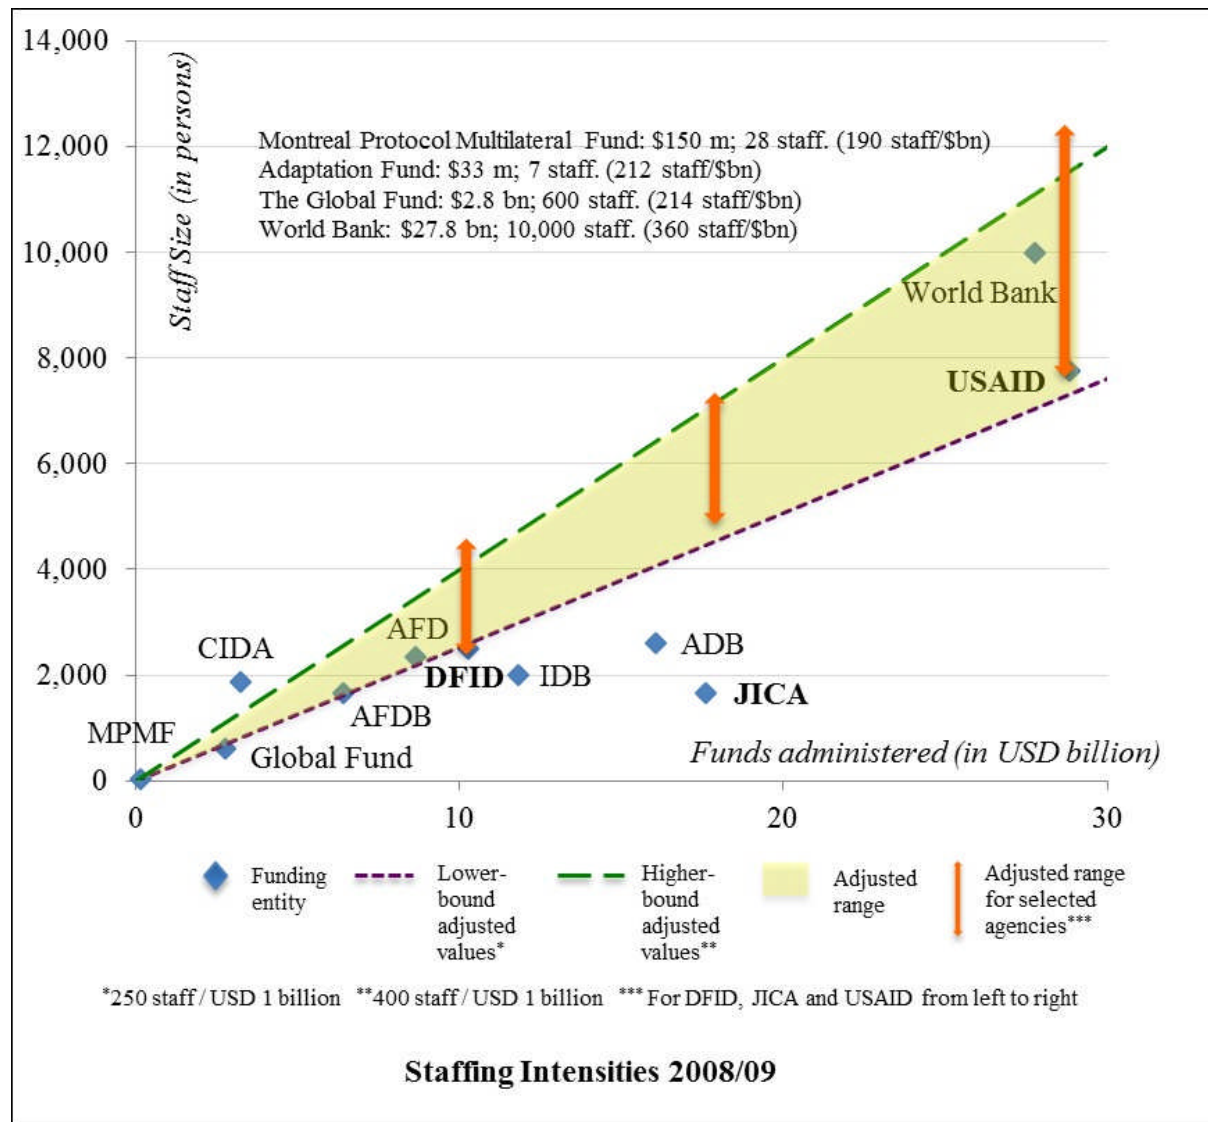 14,000
12,000
10,000
8,000
6,000
4,000
2,000
0
Staff Size (in persons)
Montreal Protocol Multilateral Fund: $150 m; 28 staff. (190 staff/$bn)
Adaptation Fund: $33 m; 7 staff. (212 staff/$bn)
The Global Fund: $2.8 bn; 600 staff. (214 staff/$bn)
World Bank: $27.8 bn; 10,000 staff. (360 staff/$bn)
World Bank
USAID
CIDA
AFD
ADB
DFID
IDB
JICA
AFDB
MPMF
Global Fund
Funds administered (in USD billion)
0
10
20
30
Funding
entity
Lower-
bound
adjusted
values*
Higher-
bound
adjusted
values**
Adjusted
range
Adjusted range
for selected
agencies***
*250 staff / USD 1 billion **400 staff / USD 1 billion *** For DFID, JICA and USAID from left to right
Staffing Intensities 2008/09